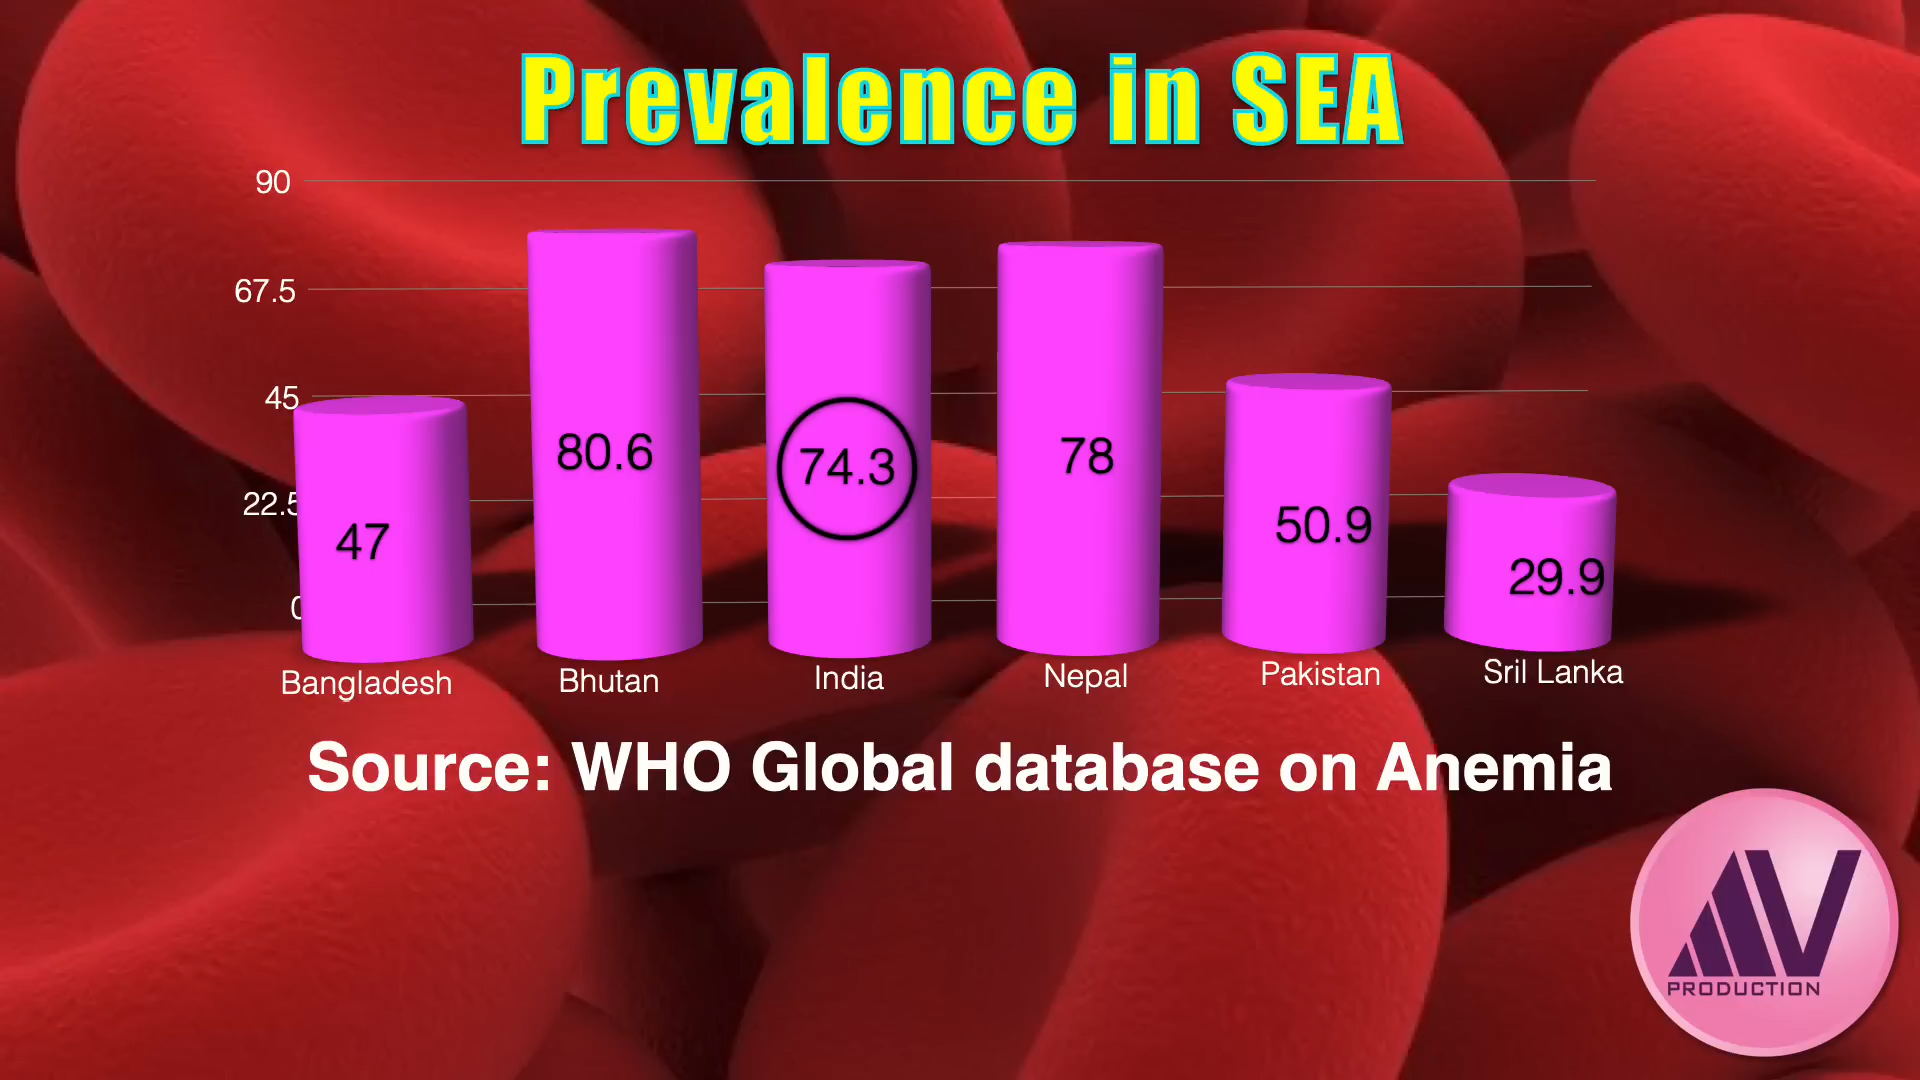 Prevalence in SEA
90
67.5
45
22.5
0
47
80.6
74.3
78
50.9
29.9
Bangladesh
Bhutan
India
Nepal
Pakistan
Sril Lanka
Source: WHO Global database on Anemia
AV
PRODUCTION